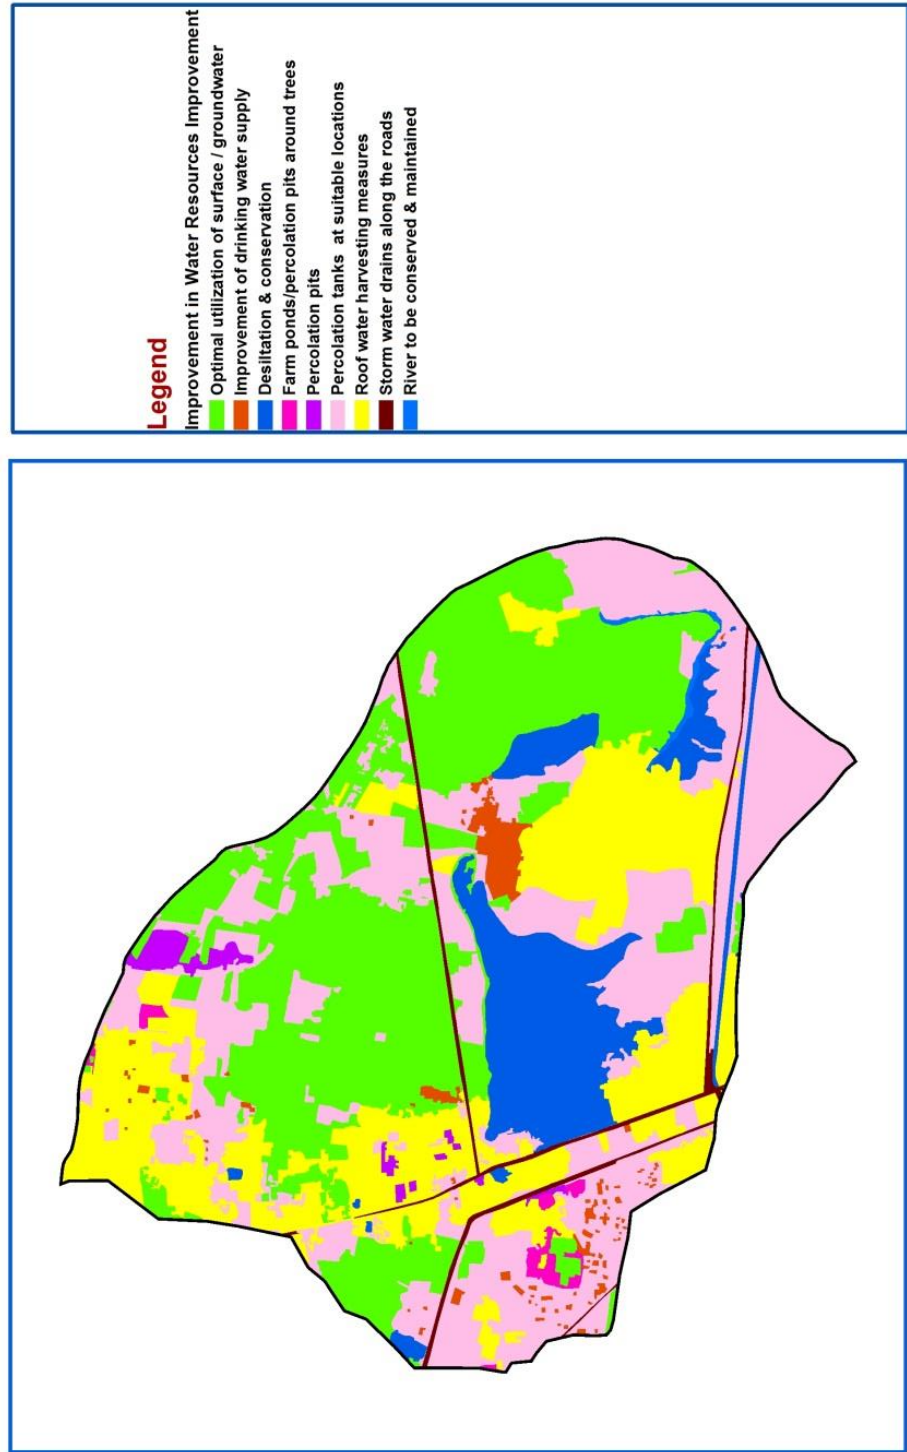 Legend
Improvement in Water Resources Improvement
Optimal utilization of surface / groundwater
Improvement of drinking water supply
Desiltation & conservation
Farm ponds/percolation pits around trees
Percolation pits
Percolation tanks at suitable locations
Roof water harvesting measures
Storm water drains along the roads
River to be conserved & maintained